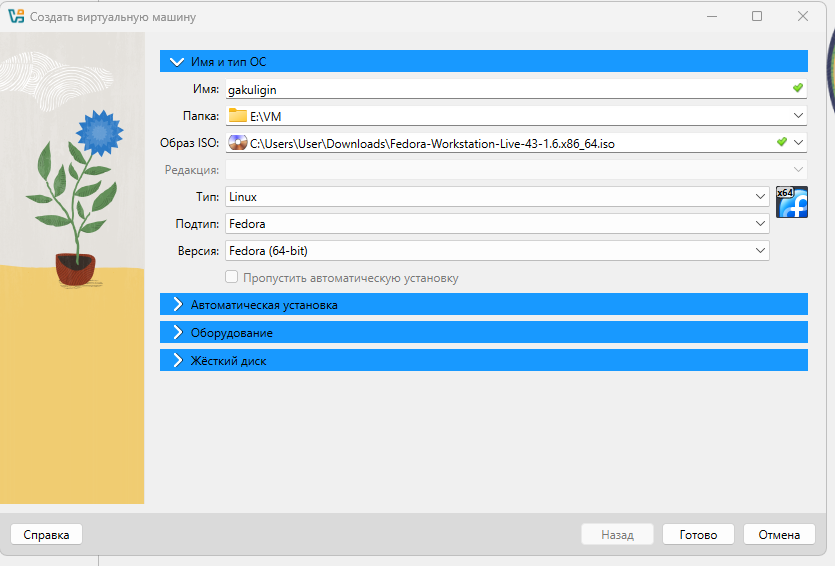 Создать виртуальную машину
Имя и тип ОС
Имя: gakuligin
Папка: E:\VM
Образ ISO: C:\Users\User\Downloads\Fedora-Workstation-Live-43-1.6.x86_64.iso
Редакция:
Тип: Linux
x64
Подтип: Fedora
Версия: Fedora (64-bit)
Пропустить автоматическую установку
Автоматическая установка
Оборудование
Жёсткий диск
Справка Назад Готово Отмена